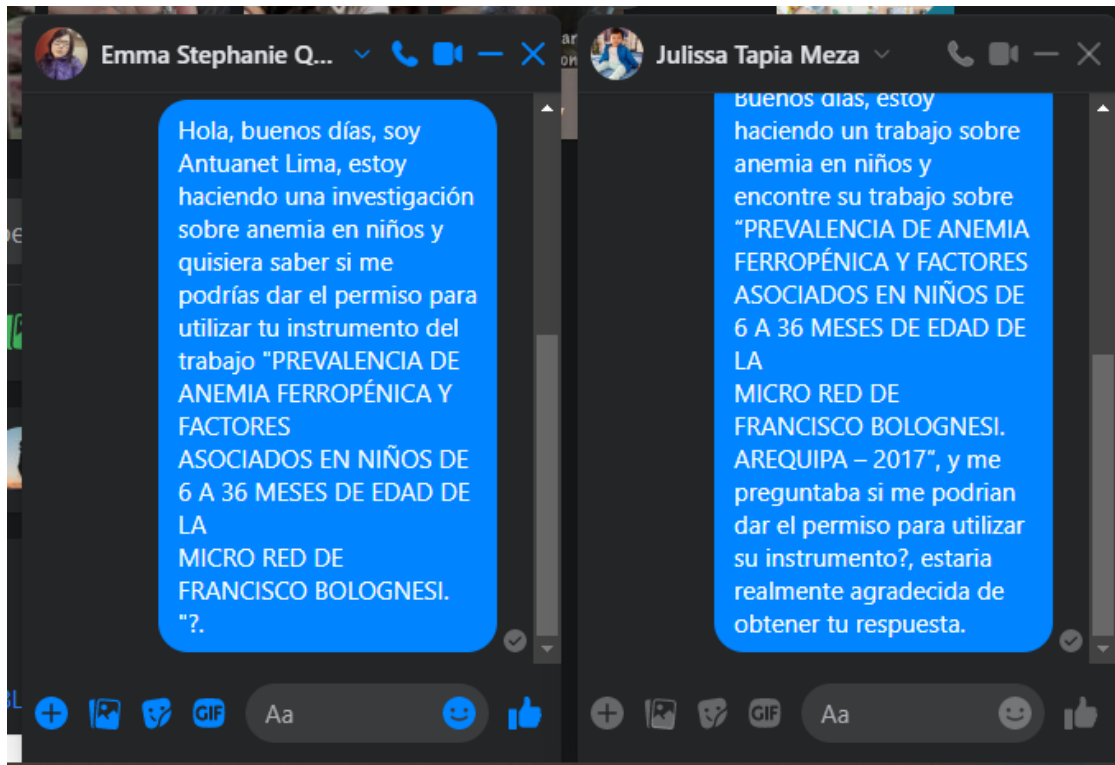 Emma Stephanie Q...
Hola, buenos días, soy
Antuanet Lima, estoy
haciendo una investigación
sobre anemia en niños y
quisiera saber si me
podrías dar el permiso para
utilizar tu instrumento del
trabajo "PREVALENCIA DE
ANEMIA FERROPÉNICA Y
FACTORES
ASOCIADOS EN NIÑOS DE
6 A 36 MESES DE EDAD DE
LA
MICRO RED DE
FRANCISCO BOLOGNESI.
"?.
GIF
Aa
Julissa Tapia Meza
Buenos días, estoy
haciendo un trabajo sobre
anemia en niños y
encontre su trabajo sobre
“PREVALENCIA DE ANEMIA
FERROPÉNICA Y FACTORES
ASOCIADOS EN NIÑOS DE
6 A 36 MESES DE EDAD DE
LA
MICRO RED DE
FRANCISCO BOLOGNESI.
AREQUIPA – 2017”, y me
preguntaba si me podrian
dar el permiso para utilizar
su instrumento?, estaria
realmente agradecida de
obtener tu respuesta.
GIF
Aa